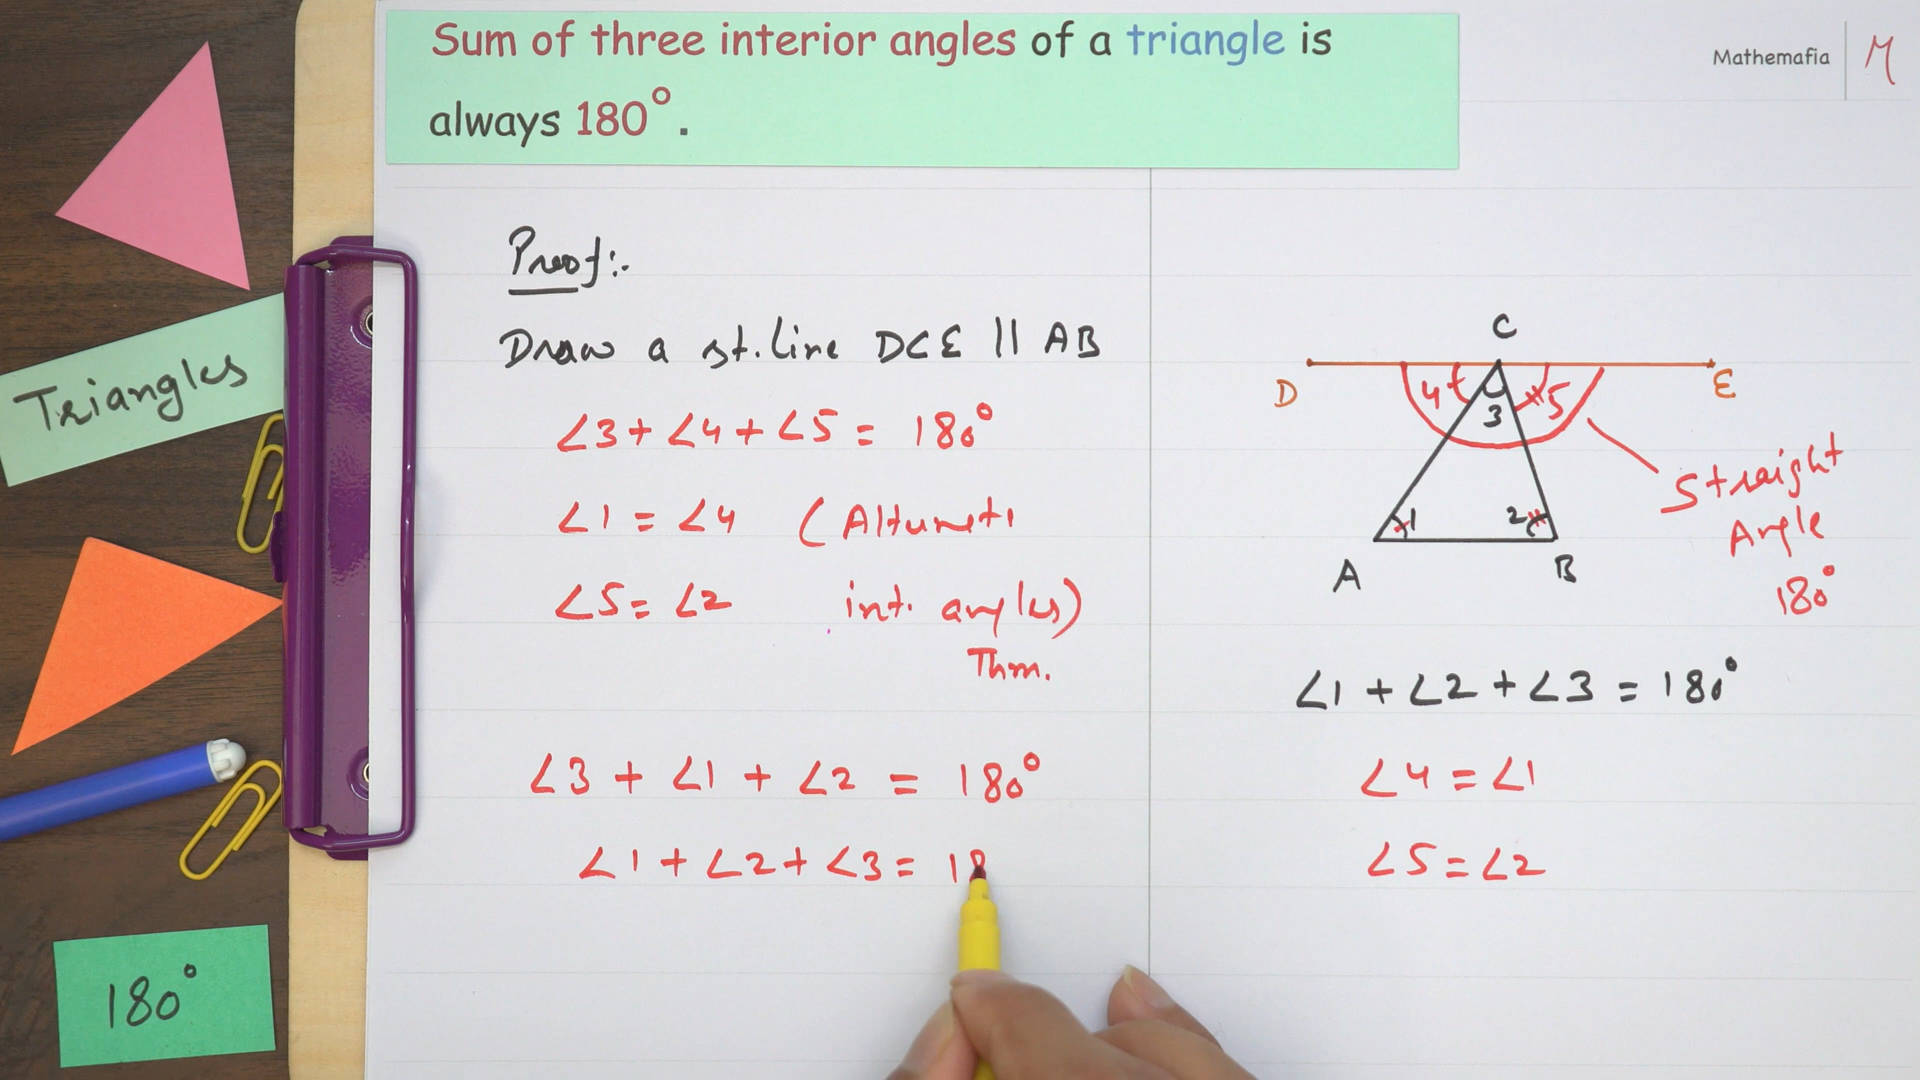 Sum of three interior angles of a triangle is
always 180°.
Mathemafia M
Proof:.
Draw a st. line DCE || AB
∠3 + ∠4 + ∠5 = 180°
∠1 = ∠4 (Alternate
∠5 = ∠2 int. angles)
Thm.
∠3 + ∠1 + ∠2 = 180°
∠1 + ∠2 + ∠3 = 18
C
D
E
4
3
5
1
2
A
B
Straight
Angle
180°
∠1 + ∠2 + ∠3 = 180°
∠4 = ∠1
∠5 = ∠2
Triangles
180°